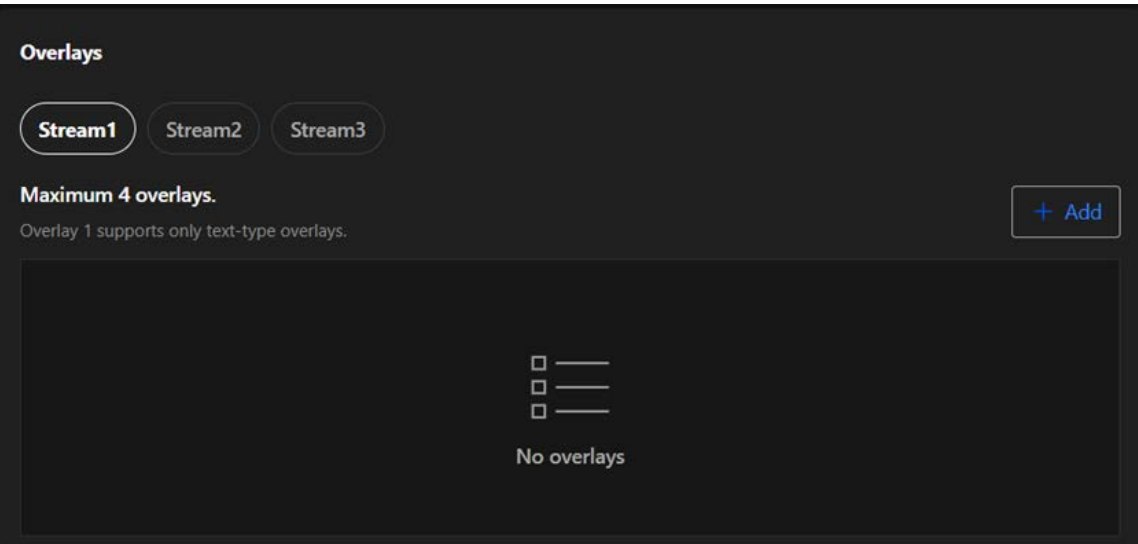 Overlays
Stream1 Stream2 Stream3
Maximum 4 overlays.
+ Add
Overlay 1 supports only text-type overlays.
No overlays